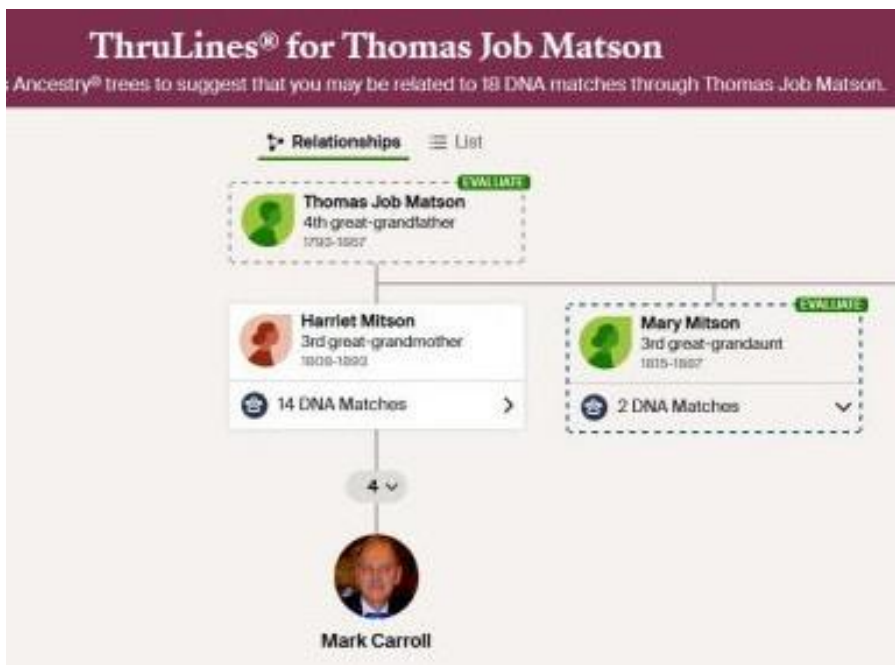 ThruLines® for Thomas Job Matson
Ancestry® trees to suggest that you may be related to 18 DNA matches through Thomas Job Matson.
Relationships List
EVALUATE
Thomas Job Matson
4th great-grandfather
EVALUATE
Harriet Mitson
3rd great-grandmother
14 DNA Matches
Mary Mitson
3rd great-grandaunt
2 DNA Matches
4
Mark Carroll